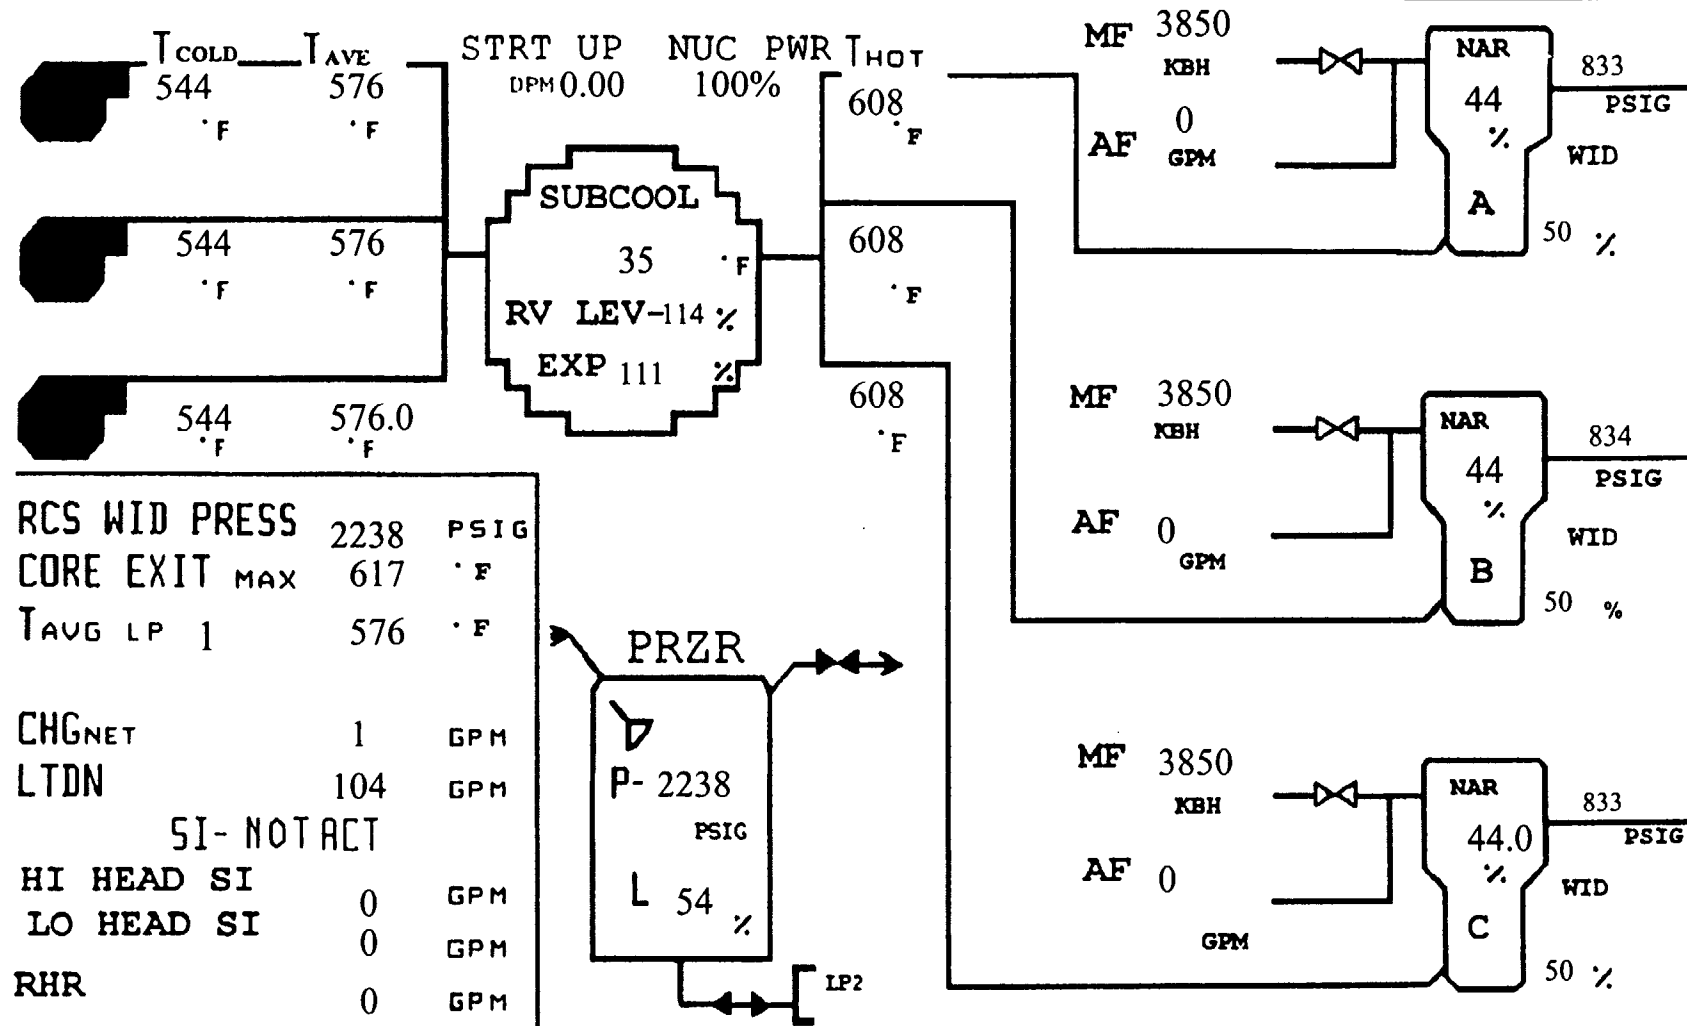 TCOLD TAVE STRT UP NUC PWR THOT
544 576 DPM 0.00 100% 608
°F °F °F
SUBCOOL
544 576 35 °F 608
°F °F °F
RV LEV-114 %
EXP 111 %
544 576.0 608
°F °F °F
MF 3850
KBH
AF 0
GPM
NAR
44
%
A
833
PSIG
WID
50 %
MF 3850
KBH
AF 0
GPM
NAR
44
%
B
834
PSIG
WID
50 %
MF 3850
KBH
AF 0
GPM
NAR
44.0
%
C
833
PSIG
WID
50 %
RCS WID PRESS 2238 PSIG
CORE EXIT MAX 617 °F
TAVG LP 1 576 °F
CHGNET 1 GPM
LTDN 104 GPM
SI- NOT ACT
HI HEAD SI 0 GPM
LO HEAD SI 0 GPM
RHR 0 GPM
PRZR
P- 2238
PSIG
L 54
%
LP2